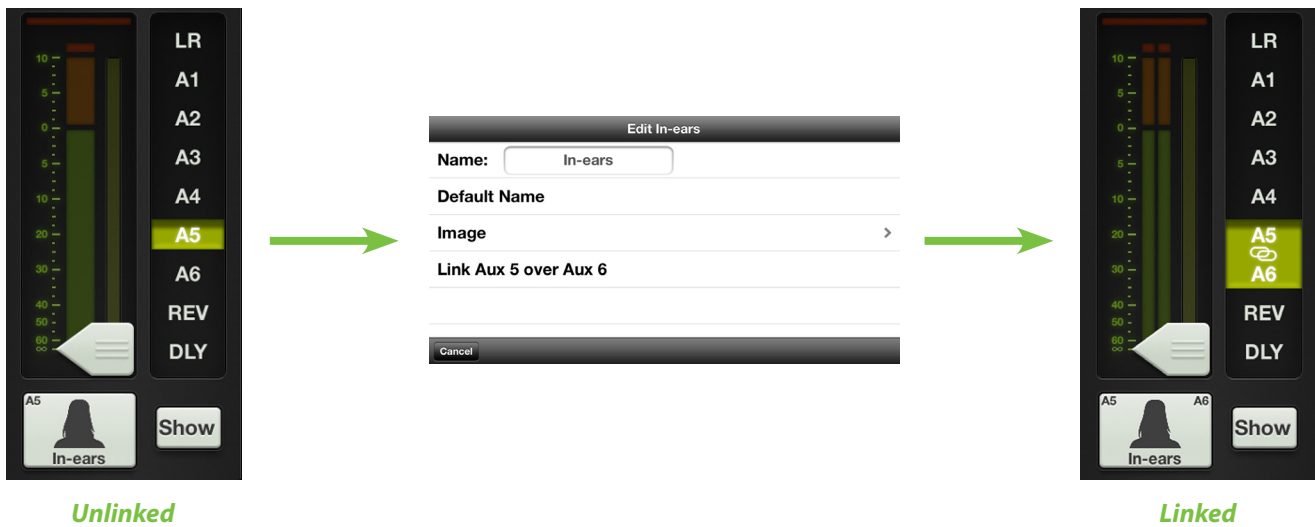 10
5
0
5
10
20
30
40
50
60
∞
LR
A1
A2
A3
A4
A5
A6
REV
DLY
A5
In-ears
Show
Unlinked
Edit In-ears
Name: In-ears
Default Name
Image
Link Aux 5 over Aux 6
Cancel
10
5
0
5
10
20
30
40
50
60
∞
LR
A1
A2
A3
A4
A5
A6
REV
DLY
A5 A6
In-ears
Show
Linked